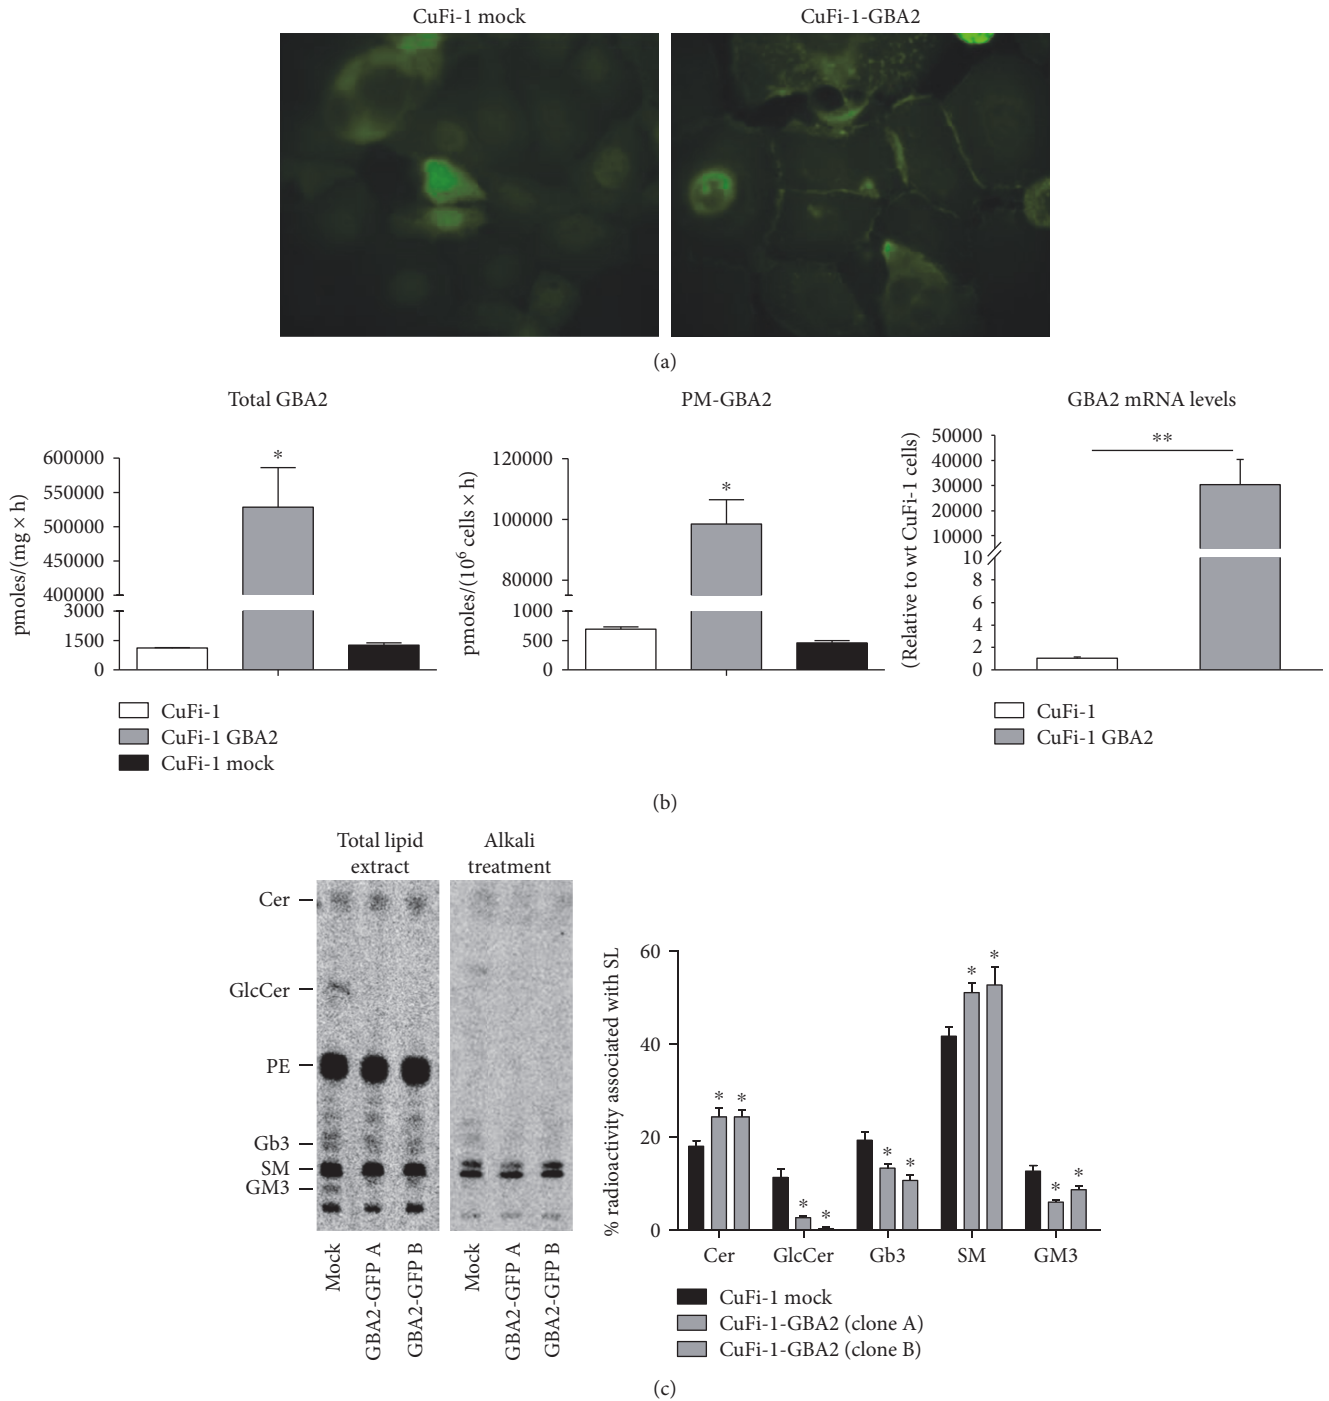 CuFi-1 mock
CuFi-1-GBA2
(a)
Total GBA2
pmoles/(mg × h)
600000
550000
500000
450000
400000
3000
1500
0
*
CuFi-1
CuFi-1 GBA2
CuFi-1 mock
PM-GBA2
pmoles/(10⁶ cells × h)
120000
100000
80000
1000
500
0
*
GBA2 mRNA levels
(Relative to wt CuFi-1 cells)
50000
40000
30000
20000
10000
10
8
6
4
2
0
**
CuFi-1
CuFi-1 GBA2
(b)
Total lipid
extract
Alkali
treatment
Cer
GlcCer
PE
Gb3
SM
GM3
Mock
GBA2-GFP A
GBA2-GFP B
Mock
GBA2-GFP A
GBA2-GFP B
% radioactivity associated with SL
60
40
20
0
* *
* *
* *
* *
* *
Cer GlcCer Gb3 SM GM3
CuFi-1 mock
CuFi-1-GBA2 (clone A)
CuFi-1-GBA2 (clone B)
(c)